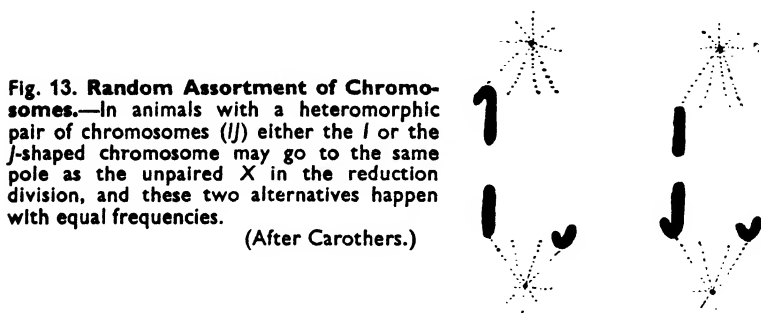 Fig. 13. Random Assortment of Chromo-
somes.—In animals with a heteromorphic
pair of chromosomes (IJ) either the I or the
J-shaped chromosome may go to the same
pole as the unpaired X in the reduction
division, and these two alternatives happen
with equal frequencies.
(After Carothers.)